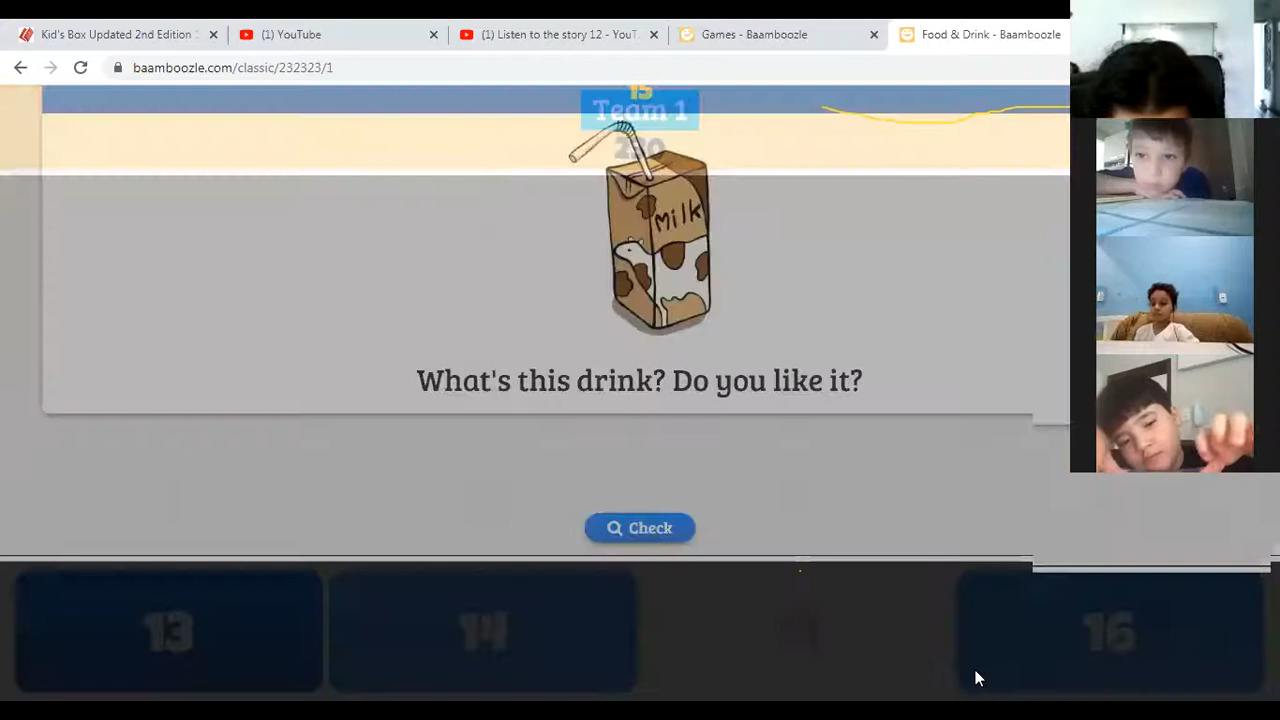 Kid's Box Updated 2nd Edition
(1) YouTube
(1) Listen to the story 12 - YouT
Games - Baamboozle
Food & Drink - Baamboozle
baamboozle.com/classic/232323/1
15
Team 1
Milk
What's this drink? Do you like it?
Check
13
14
16